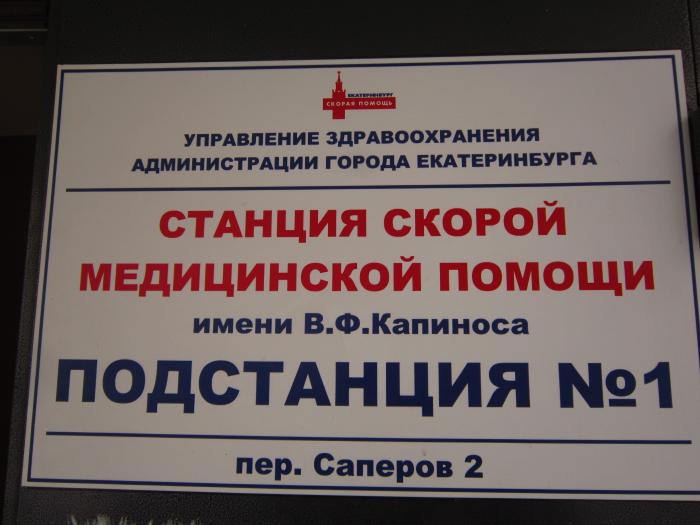 ЕКАТЕРИНБУРГ
СКОРАЯ ПОМОЩЬ
УПРАВЛЕНИЕ ЗДРАВООХРАНЕНИЯ
АДМИНИСТРАЦИИ ГОРОДА ЕКАТЕРИНБУРГА
СТАНЦИЯ СКОРОЙ
МЕДИЦИНСКОЙ ПОМОЩИ
имени В.Ф.Капиноса
ПОДСТАНЦИЯ №1
пер. Саперов 2